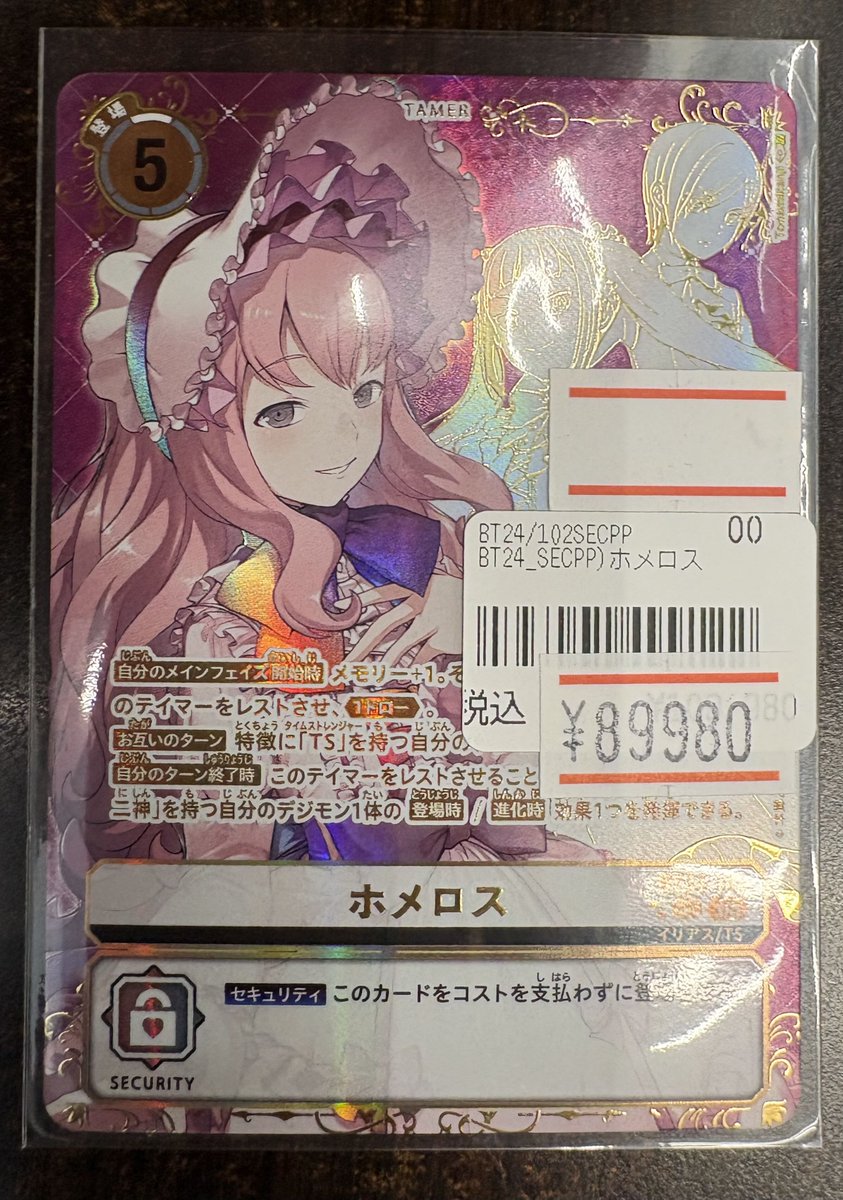 TAMER
登場
5
BT24/102SECPP 00
BT24_SECPP)ホメロス
税込
¥89980
自分のメインフェイズ開始時 メモリー+1。そ
のテイマーをレストさせ、1ドロー。
お互いのターン 特徴に「TS」を持つ自分の
自分のターン終了時 このテイマーをレストさせること
二神」を持つ自分のデジモン1体の 登場時 / 進化時 効果1つを発揮できる。
ホメロス
イリアス/TS
セキュリティ このカードをコストを支払わずに登
SECURITY